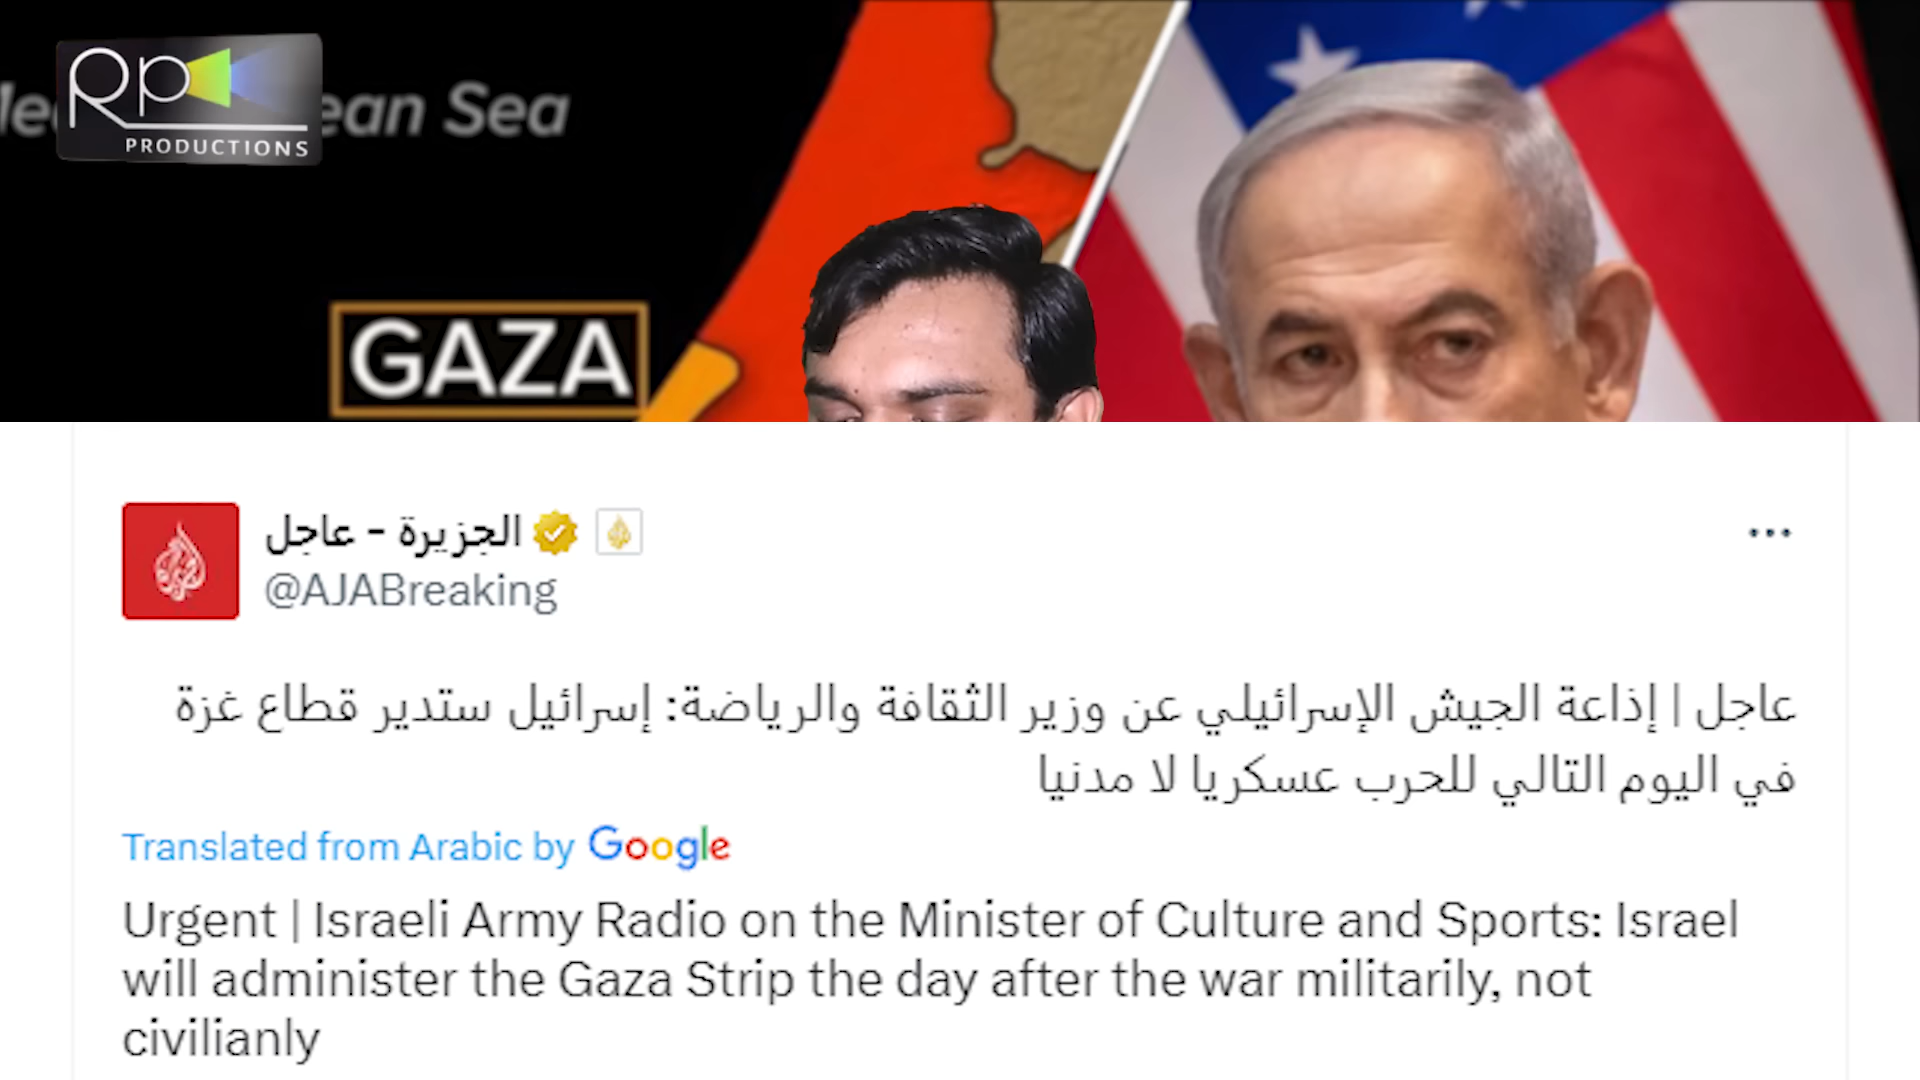 Rp
PRODUCTIONS
ean Sea
GAZA
الجزيرة - عاجل
@AJABreaking
عاجل | إذاعة الجيش الإسرائيلي عن وزير الثقافة والرياضة: إسرائيل ستدير قطاع غزة
في اليوم التالي للحرب عسكريا لا مدنيا
Translated from Arabic by Google
Urgent | Israeli Army Radio on the Minister of Culture and Sports: Israel
will administer the Gaza Strip the day after the war militarily, not
civilianly